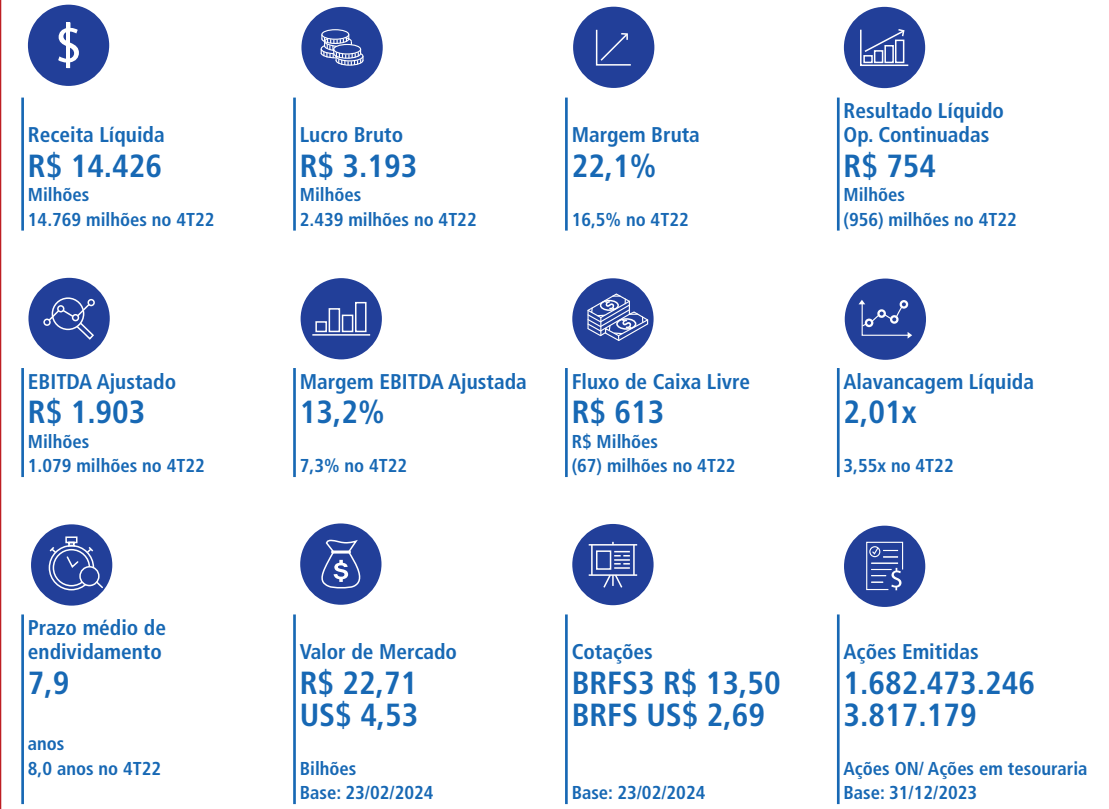 $
Receita Líquida
R$ 14.426
Milhões
14.769 milhões no 4T22
Lucro Bruto
R$ 3.193
Milhões
2.439 milhões no 4T22
Margem Bruta
22,1%
16,5% no 4T22
Resultado Líquido
Op. Continuadas
R$ 754
Milhões
(956) milhões no 4T22
EBITDA Ajustado
R$ 1.903
Milhões
1.079 milhões no 4T22
Margem EBITDA Ajustada
13,2%
7,3% no 4T22
$
$
Fluxo de Caixa Livre
R$ 613
R$ Milhões
(67) milhões no 4T22
Alavancagem Líquida
2,01x
3,55x no 4T22
Prazo médio de
endividamento
7,9
anos
8,0 anos no 4T22
$
Valor de Mercado
R$ 22,71
US$ 4,53
Bilhões
Base: 23/02/2024
Cotações
BRFS3 R$ 13,50
BRFS US$ 2,69
Base: 23/02/2024
$
Ações Emitidas
1.682.473.246
3.817.179
Ações ON/ Ações em tesouraria
Base: 31/12/2023